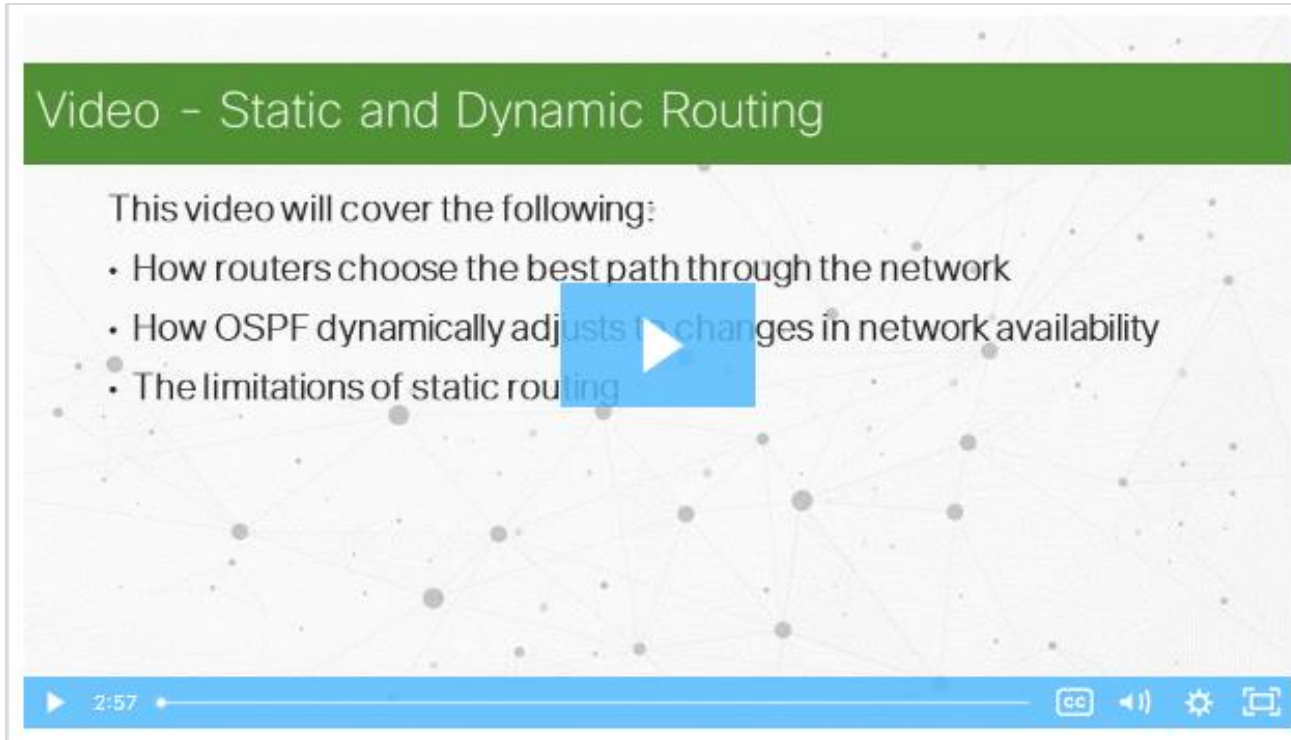 Video - Static and Dynamic Routing
This video will cover the following:
• How routers choose the best path through the network
• How OSPF dynamically adjusts to changes in network availability
• The limitations of static routing
2:57
CC